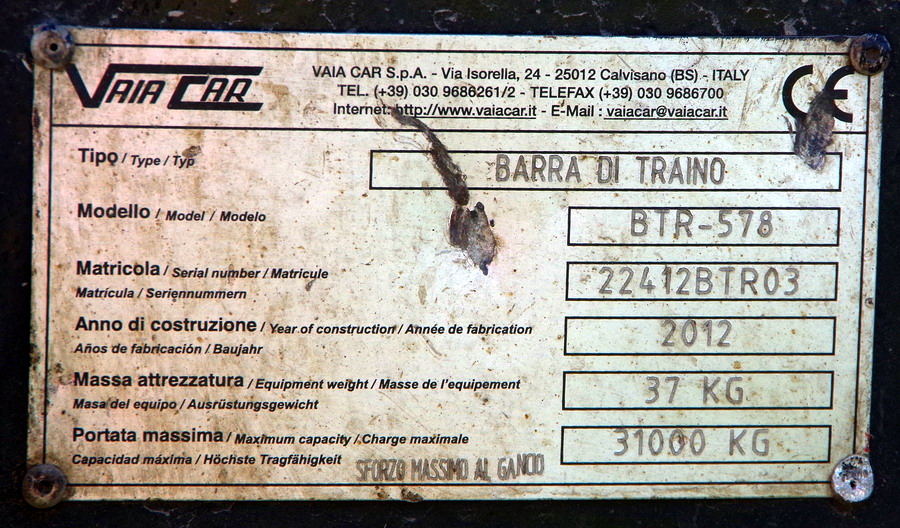 VAIA CAR
VAIA CAR S.p.A. - Via Isorella, 24 - 25012 Calvisano (BS) - ITALY
TEL. (+39) 030 9686261/2 - TELEFAX (+39) 030 9686700
Internet: http://www.vaiacar.it - E-Mail : vaiacar@vaiacar.it
CE
Tipo / Type / Typ
BARRA DI TRAINO
Modello / Model / Modelo
BTR-578
Matricola / Serial number / Matricule
Matrícula / Seriennummern
22412BTR03
Anno di costruzione / Year of construction / Année de fabrication
Años de fabricación / Baujahr
2012
Massa attrezzatura / Equipment weight / Masse de l'equipement
Masa del equipo / Ausrüstungsgewicht
37 KG
Portata massima / Maximum capacity / Charge maximale
Capacidad máxima / Höchste Tragfähigkeit
31000 KG
SFORZO MASSIMO AL GANCIO